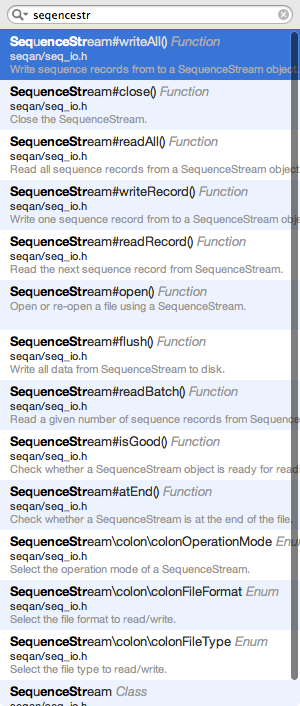 seqencestr
SequenceStream#writeAll() Function
seqan/seq_io.h
Write sequence records from to a SequenceStream object.
SequenceStream#close() Function
seqan/seq_io.h
Close the SequenceStream.
SequenceStream#readAll() Function
seqan/seq_io.h
Read all sequence records from a SequenceStream object
SequenceStream#writeRecord() Function
seqan/seq_io.h
Write one sequence record from to a SequenceStream obje
SequenceStream#readRecord() Function
seqan/seq_io.h
Read the next sequence record from SequenceStream.
SequenceStream#open() Function
seqan/seq_io.h
Open or re-open a file using a SequenceStream.
SequenceStream#flush() Function
seqan/seq_io.h
Write all data from SequenceStream to disk.
SequenceStream#readBatch() Function
seqan/seq_io.h
Read a given number of sequence records from Sequence
SequenceStream#isGood() Function
seqan/seq_io.h
Check whether a SequenceStream object is ready for read
SequenceStream#atEnd() Function
seqan/seq_io.h
Check whether a SequenceStream is at the end of the file.
SequenceStream\colon\colonOperationMode Enum
seqan/seq_io.h
Select the operation mode of a SequenceStream.
SequenceStream\colon\colonFileFormat Enum
seqan/seq_io.h
Select the file format to read/write.
SequenceStream\colon\colonFileType Enum
seqan/seq_io.h
Select the file type to read/write.
SequenceStream Class
seqan/seq_io.h